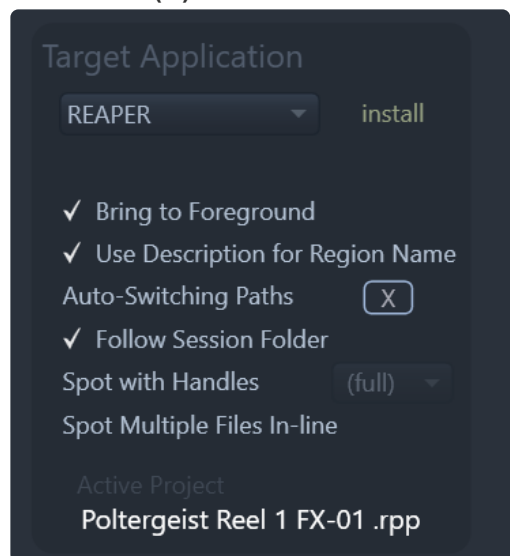 Target Application
REAPER install
✓ Bring to Foreground
✓ Use Description for Region Name
Auto-Switching Paths X
✓ Follow Session Folder
Spot with Handles (full)
Spot Multiple Files In-line
Active Project
Poltergeist Reel 1 FX-01 .rpp